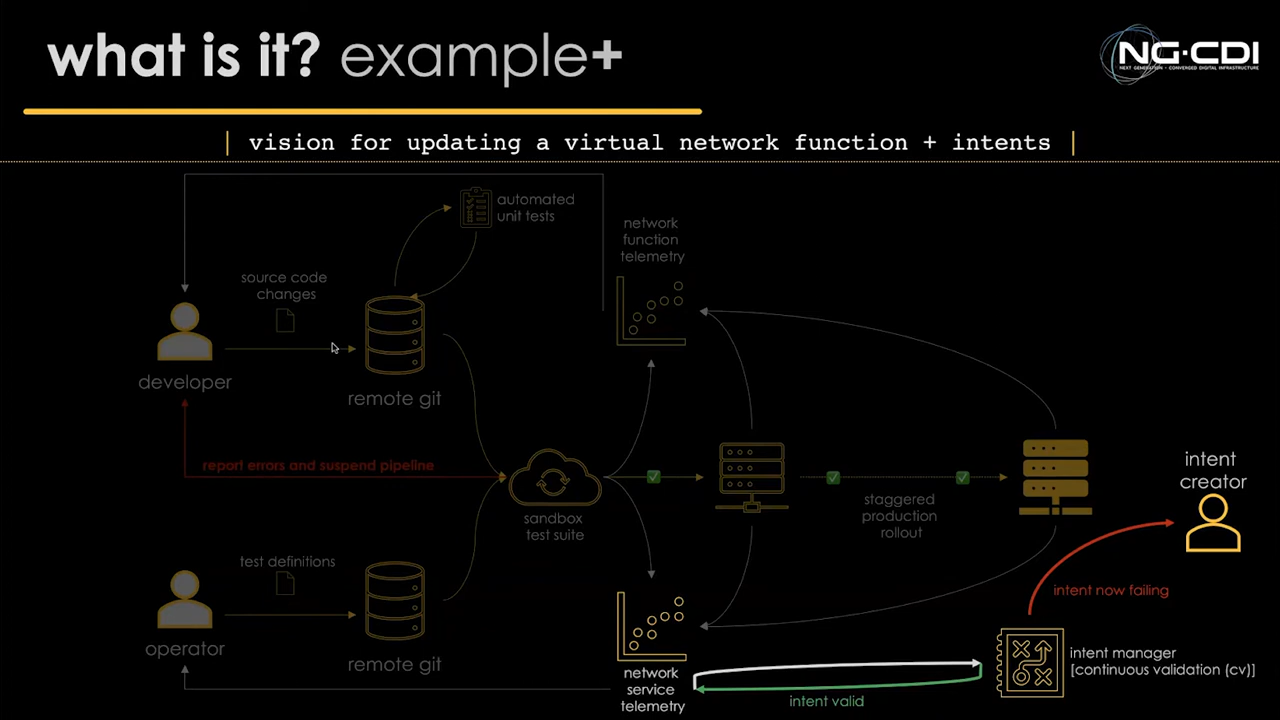 what is it? example+
NG-CDI
NEXT GENERATION - CONVERGED DIGITAL INFRASTRUCTURE
| vision for updating a virtual network function + intents |
automated
unit tests
network
function
telemetry
source code
changes
developer
remote git
report errors and suspend pipeline
intent
creator
sandbox
test suite
staggered
production
rollout
test definitions
intent now failing
operator
remote git
intent manager
[continuous validation (cv)]
network
service
telemetry
intent valid